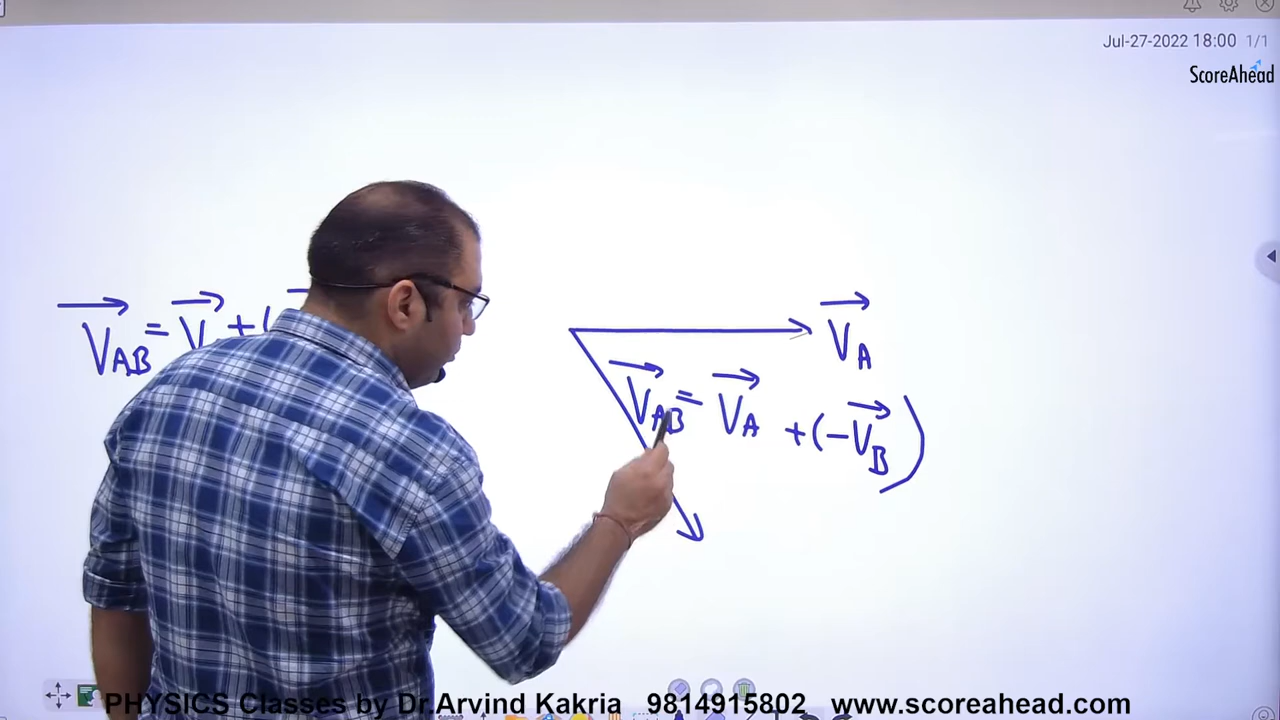 Jul-27-2022 18:00 1/1
ScoreAhead
V⃗AB = V⃗ + (
V⃗A
V⃗AB = V⃗A + (-V⃗B)
PHYSICS Classes by Dr.Arvind Kakria 9814915802 www.scoreahead.com